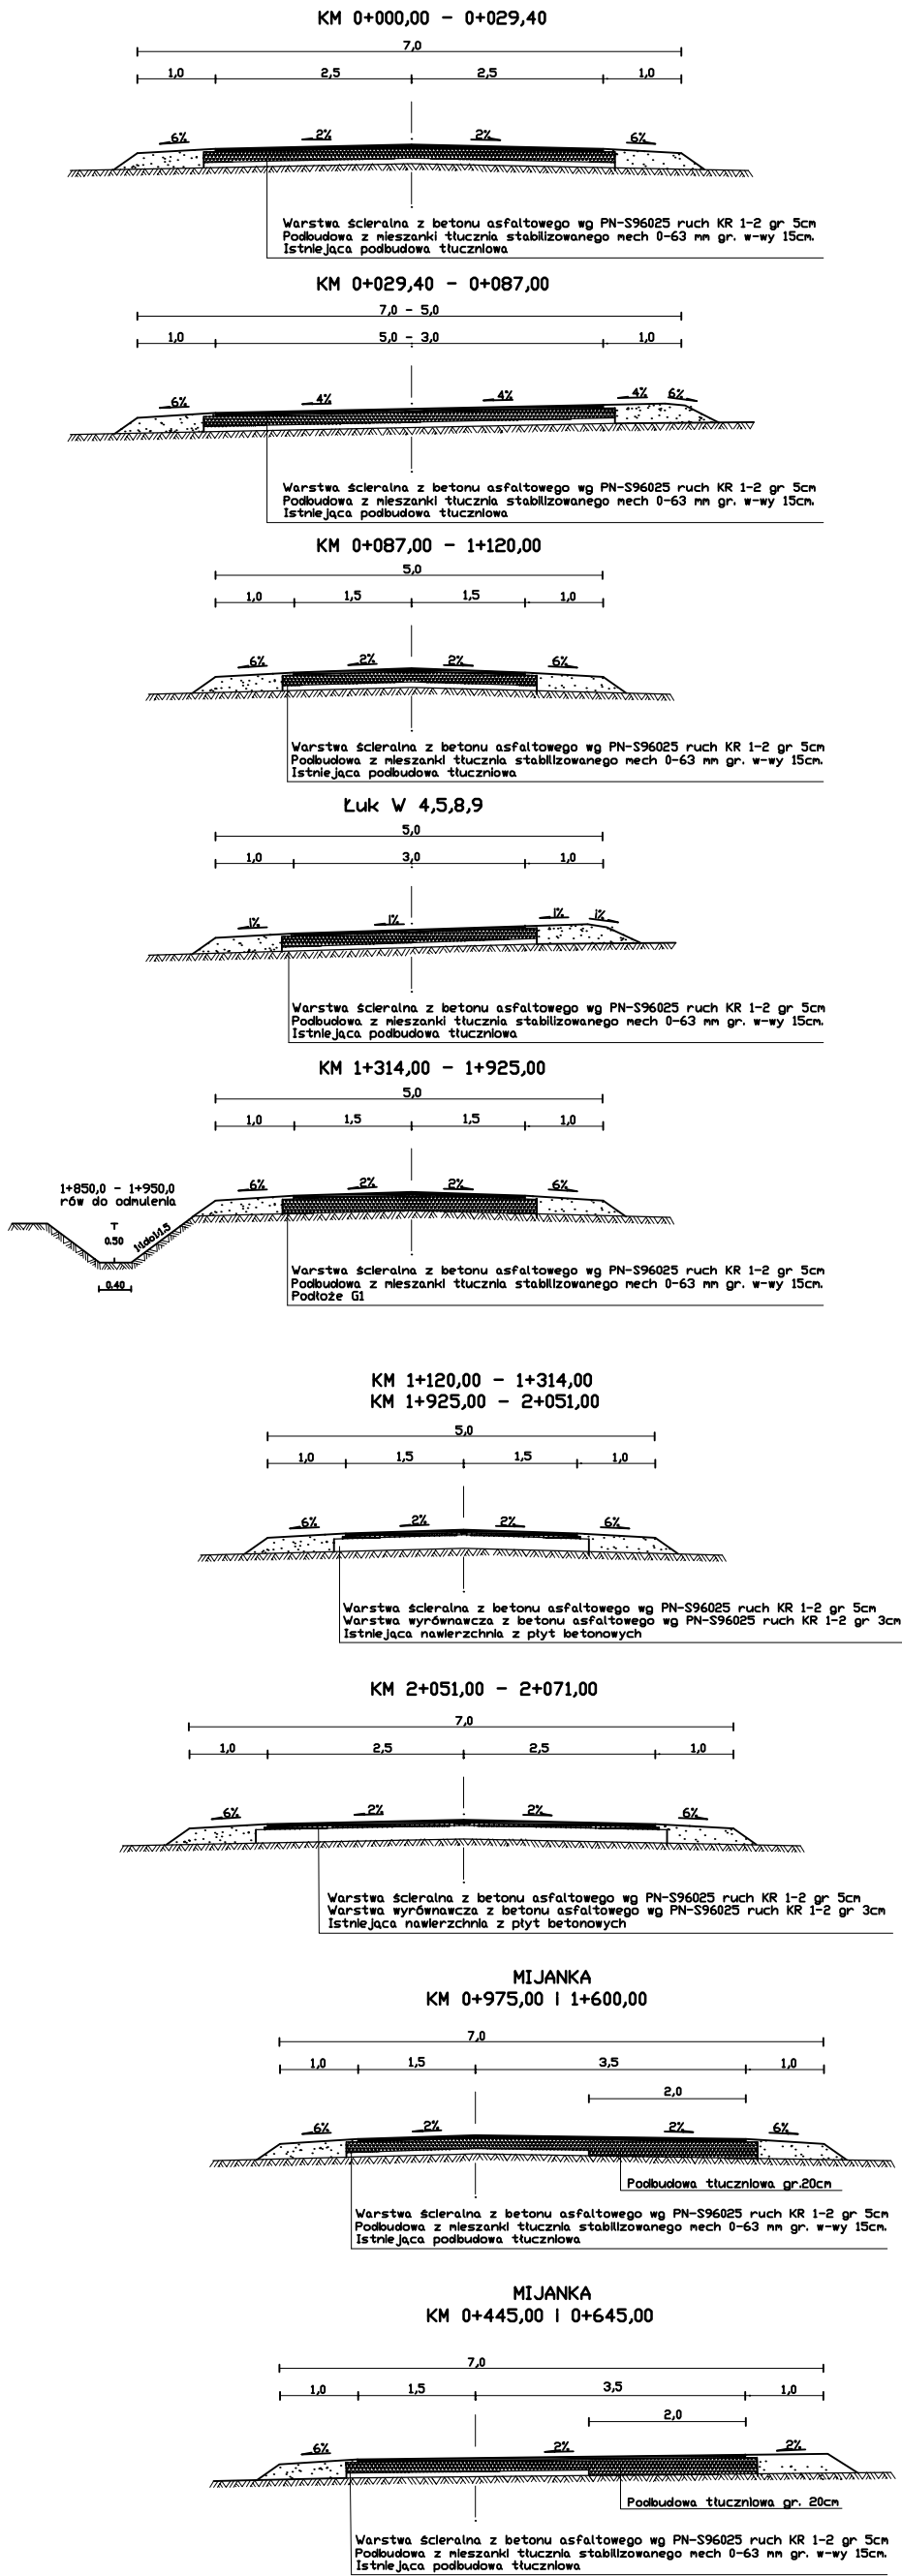 KM 0+000,00 - 0+029,40
7,0
1,0 2,5 2,5 1,0
6% 2% 2% 6%
Warstwa ścieralna z betonu asfaltowego wg PN-S96025 ruch KR 1-2 gr 5cm
Podbudowa z mieszanki tłucznia stabilizowanego mech 0-63 mm gr. w-wy 15cm.
Istniejąca podbudowa tłuczniowa
KM 0+029,40 - 0+087,00
7,0 - 5,0
1,0 5,0 - 3,0 1,0
6% 4% 4% 4% 6%
Warstwa ścieralna z betonu asfaltowego wg PN-S96025 ruch KR 1-2 gr 5cm
Podbudowa z mieszanki tłucznia stabilizowanego mech 0-63 mm gr. w-wy 15cm.
Istniejąca podbudowa tłuczniowa
KM 0+087,00 - 1+120,00
5,0
1,0 1,5 1,5 1,0
6% 2% 2% 6%
Warstwa ścieralna z betonu asfaltowego wg PN-S96025 ruch KR 1-2 gr 5cm
Podbudowa z mieszanki tłucznia stabilizowanego mech 0-63 mm gr. w-wy 15cm.
Istniejąca podbudowa tłuczniowa
Łuk W 4,5,8,9
5,0
1,0 3,0 1,0
i% i% i% i%
Warstwa ścieralna z betonu asfaltowego wg PN-S96025 ruch KR 1-2 gr 5cm
Podbudowa z mieszanki tłucznia stabilizowanego mech 0-63 mm gr. w-wy 15cm.
Istniejąca podbudowa tłuczniowa
KM 1+314,00 - 1+925,00
5,0
1,0 1,5 1,5 1,0
6% 2% 2% 6%
1+850,0 - 1+950,0
rów do odmulenia
0.50
1:1do1:1.5
0.40
Warstwa ścieralna z betonu asfaltowego wg PN-S96025 ruch KR 1-2 gr 5cm
Podbudowa z mieszanki tłucznia stabilizowanego mech 0-63 mm gr. w-wy 15cm.
Podłoże G1
KM 1+120,00 - 1+314,00
KM 1+925,00 - 2+051,00
5,0
1,0 1,5 1,5 1,0
6% 2% 2% 6%
Warstwa ścieralna z betonu asfaltowego wg PN-S96025 ruch KR 1-2 gr 5cm
Warstwa wyrównawcza z betonu asfaltowego wg PN-S96025 ruch KR 1-2 gr 3cm
Istniejąca nawierzchnia z płyt betonowych
KM 2+051,00 - 2+071,00
7,0
1,0 2,5 2,5 1,0
6% 2% 2% 6%
Warstwa ścieralna z betonu asfaltowego wg PN-S96025 ruch KR 1-2 gr 5cm
Warstwa wyrównawcza z betonu asfaltowego wg PN-S96025 ruch KR 1-2 gr 3cm
Istniejąca nawierzchnia z płyt betonowych
MIJANKA
KM 0+975,00 I 1+600,00
7,0
1,0 1,5 3,5 1,0
2,0
6% 2% 2% 6%
Podbudowa tłuczniowa gr.20cm
Warstwa ścieralna z betonu asfaltowego wg PN-S96025 ruch KR 1-2 gr 5cm
Podbudowa z mieszanki tłucznia stabilizowanego mech 0-63 mm gr. w-wy 15cm.
Istniejąca podbudowa tłuczniowa
MIJANKA
KM 0+445,00 I 0+645,00
7,0
1,0 1,5 3,5 1,0
2,0
6% 2% 2%
Podbudowa tłuczniowa gr. 20cm
Warstwa ścieralna z betonu asfaltowego wg PN-S96025 ruch KR 1-2 gr 5cm
Podbudowa z mieszanki tłucznia stabilizowanego mech 0-63 mm gr. w-wy 15cm.
Istniejąca podbudowa tłuczniowa